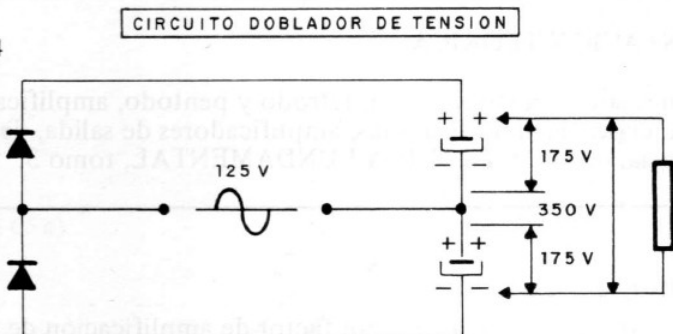 CIRCUITO DOBLADOR DE TENSION
125 V
+ +
175 V
- -
350 V
+ +
175 V
- -